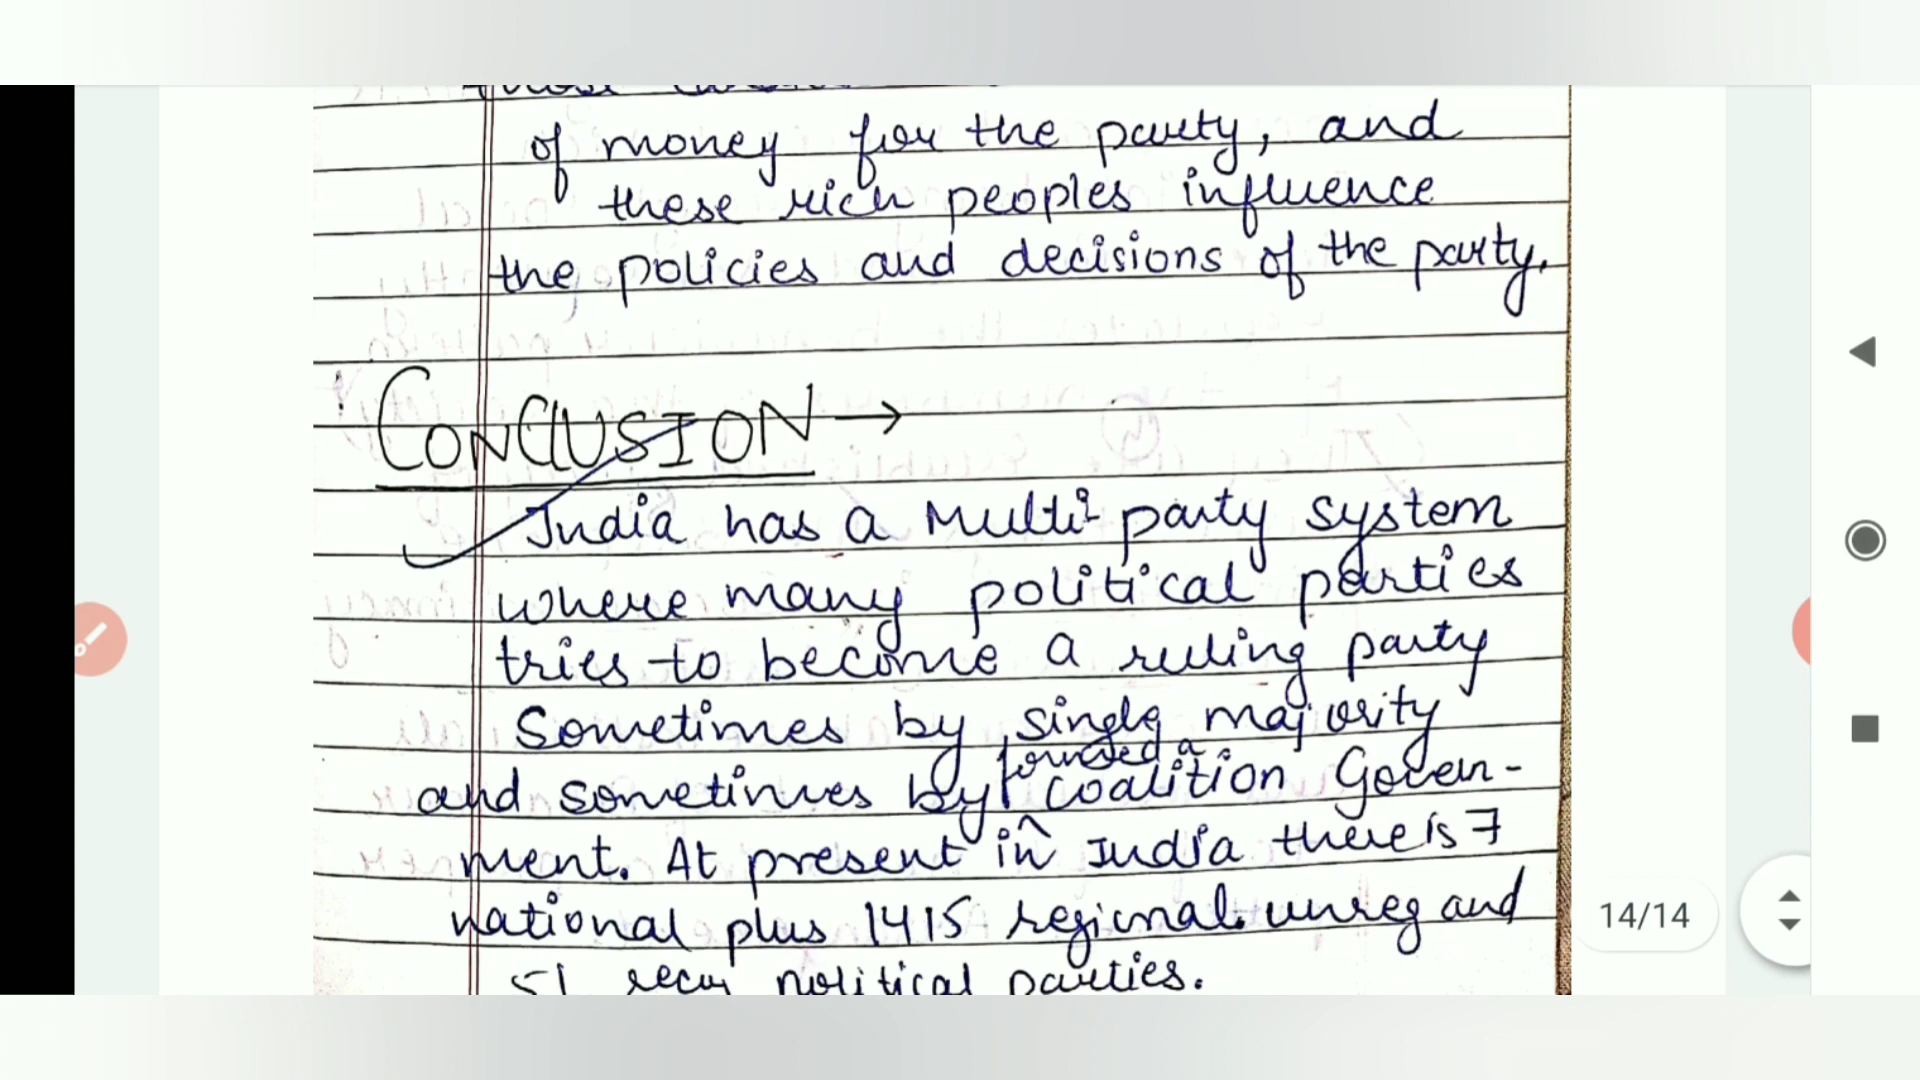 of money for the party, and
these rich peoples influence
the policies and decisions of the party.
CONCLUSION →
India has a Multi party system
where many political parties
tries to become a ruling party
Sometimes by single majority
formed a
and sometimes by coalition Govern-
ment. At present in India there is 7
national plus 1415 regional unreg and
51 political parties.
14/14